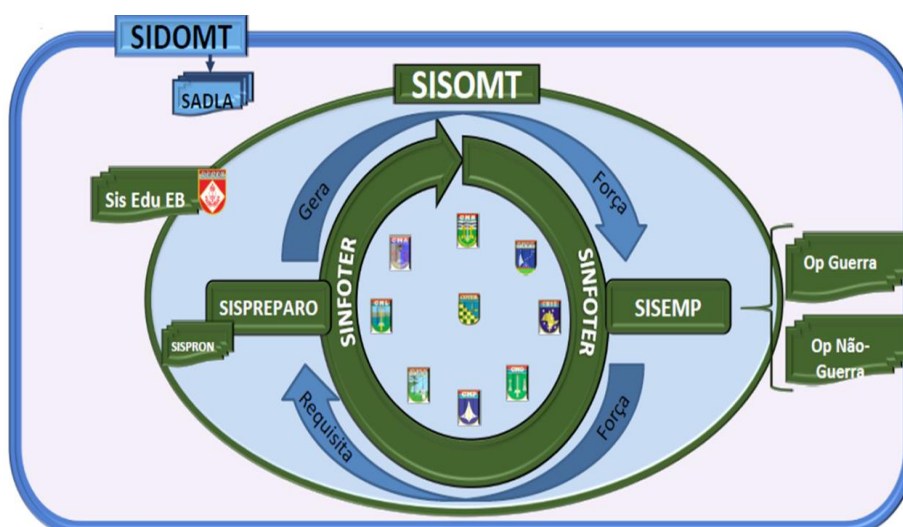 SIDOMT
SADLA
SISOMT
Gera
Força
Sis Edu EB
SINFOTER
SINFOTER
SISPREPARO
SISPRON
SISEMP
Op Guerra
Op Não-
Guerra
Requisita
Força